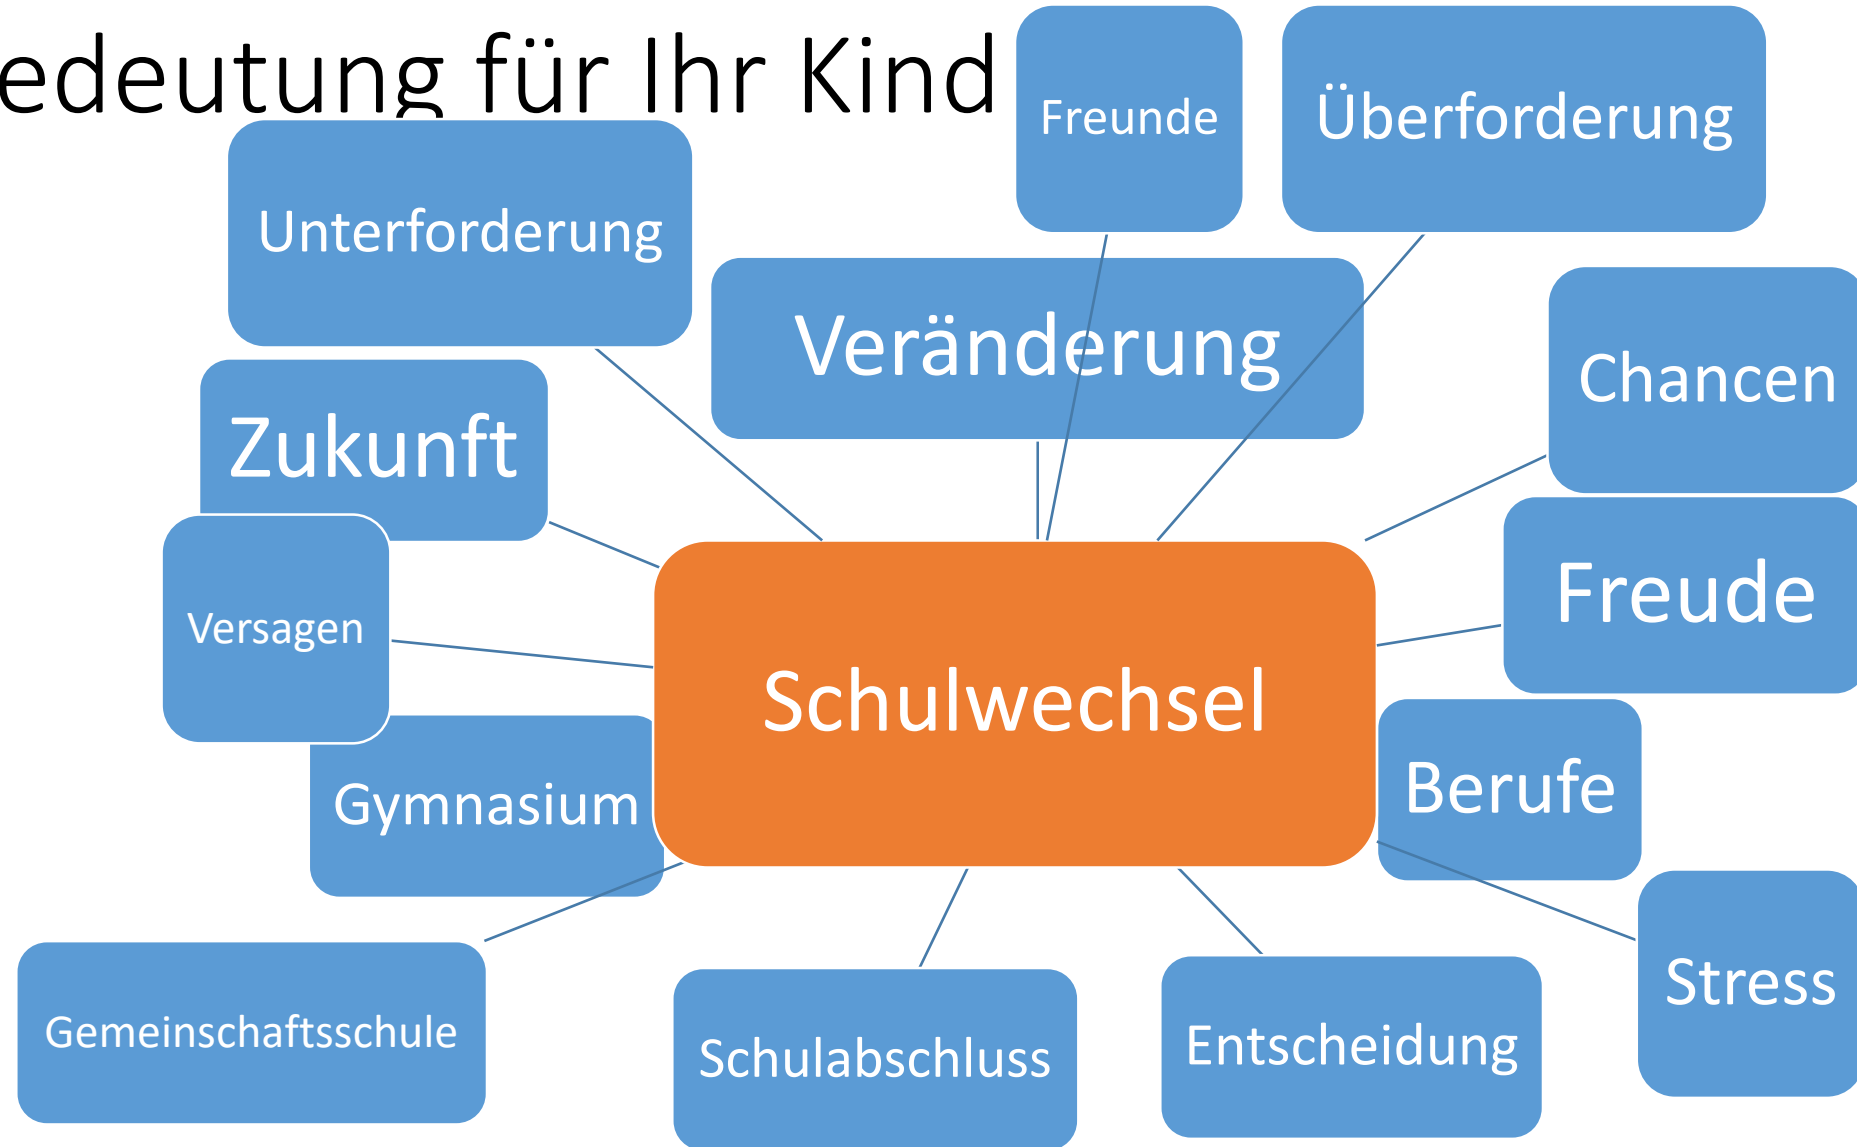 edeutung für Ihr Kind
Freunde
Überforderung
Unterforderung
Veränderung
Chancen
Zukunft
Freude
Versagen
Schulwechsel
Gymnasium
Berufe
Gemeinschaftsschule
Schulabschluss
Entscheidung
Stress